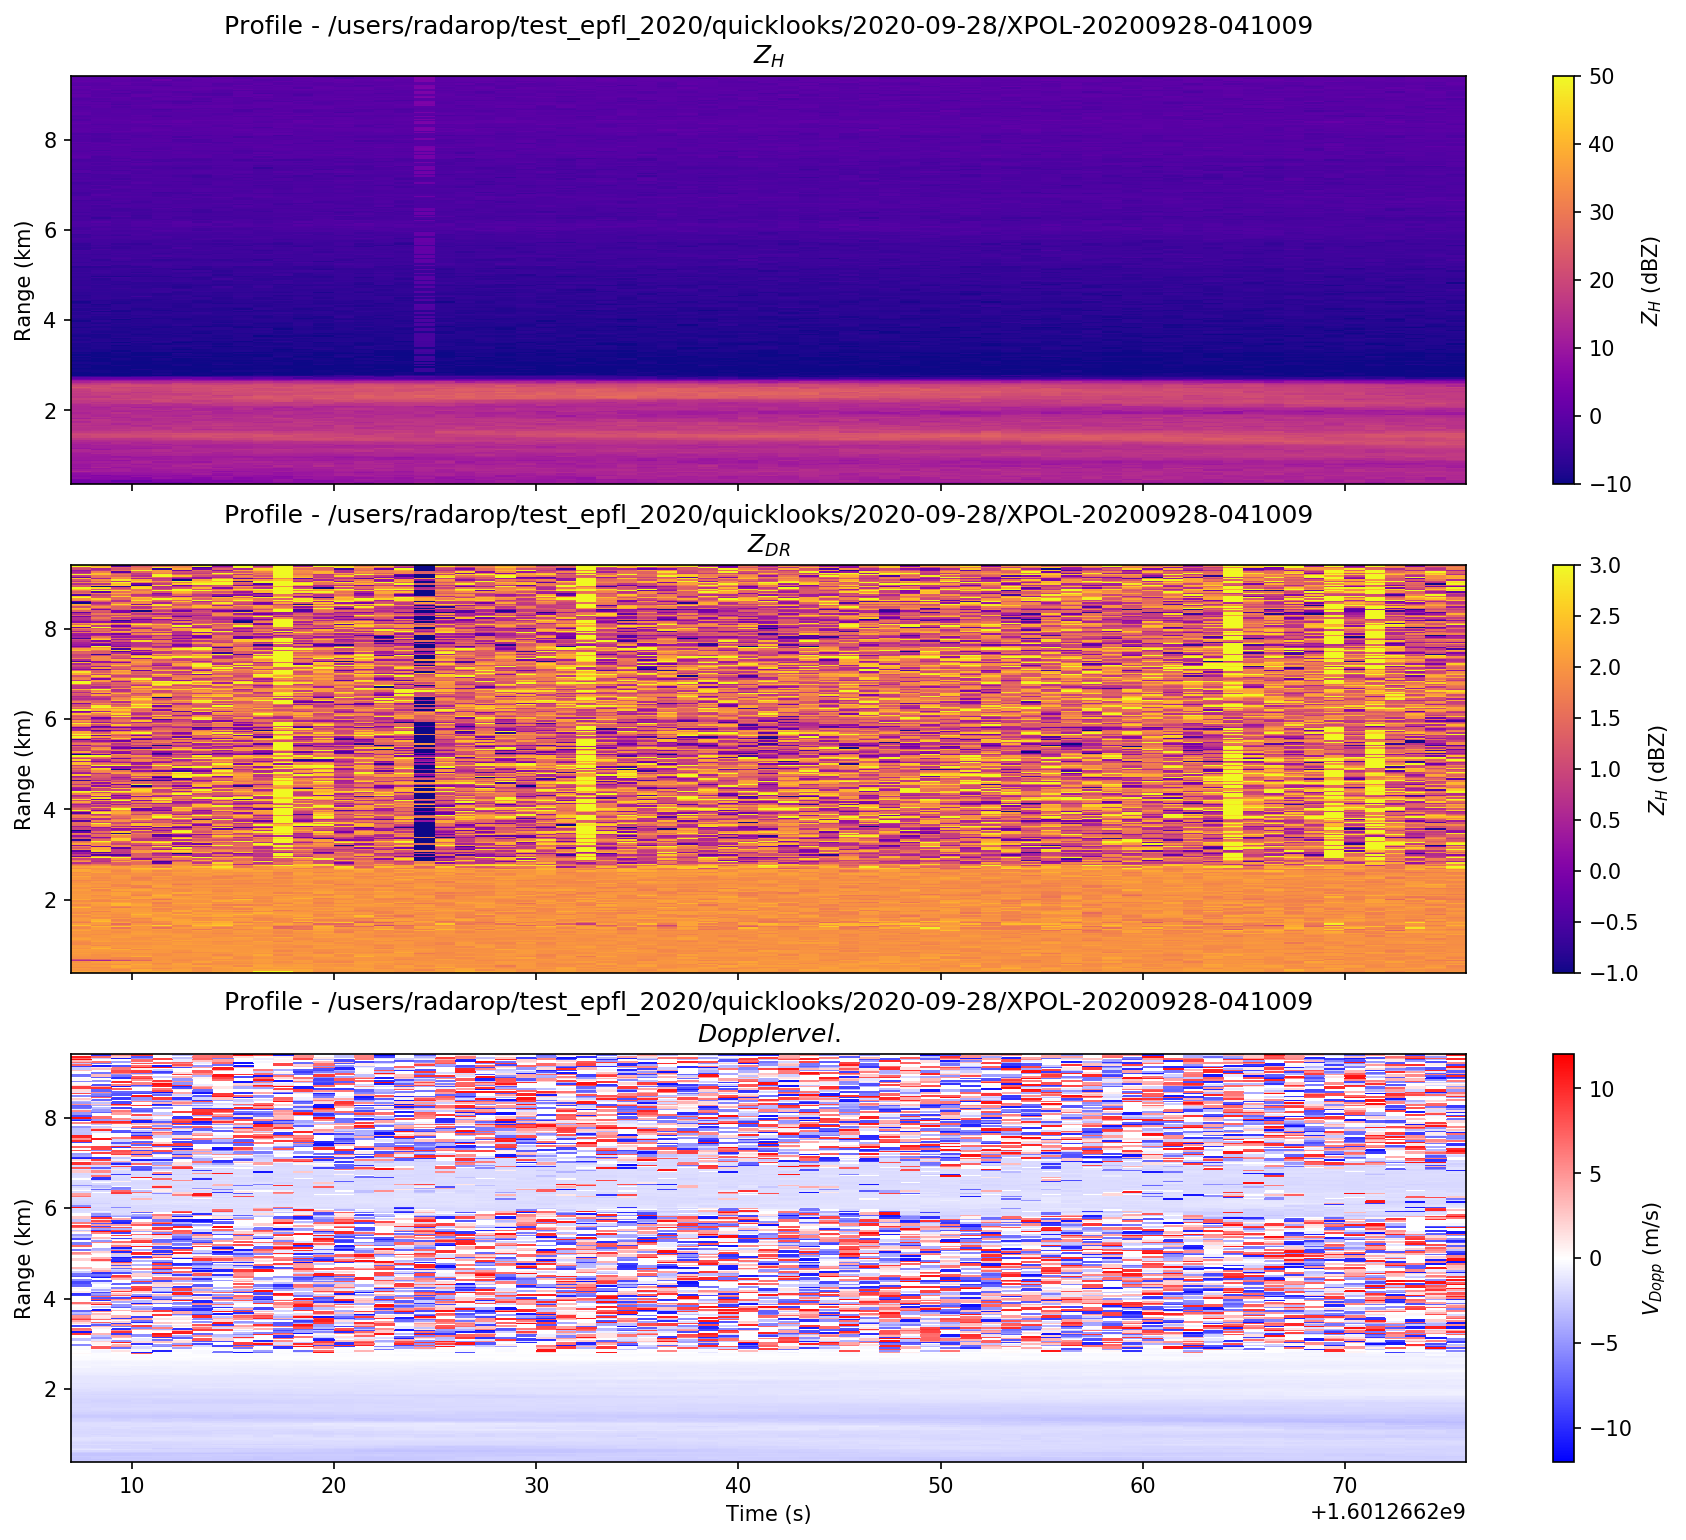 Profile - /users/radarop/test_epfl_2020/quicklooks/2020-09-28/XPOL-20200928-041009
Z_H
8
6
4
2
Range (km)
50
40
30
20
10
0
−10
Z_H (dBZ)
Profile - /users/radarop/test_epfl_2020/quicklooks/2020-09-28/XPOL-20200928-041009
Z_DR
8
6
4
2
Range (km)
3.0
2.5
2.0
1.5
1.0
0.5
0.0
−0.5
−1.0
Z_H (dBZ)
Profile - /users/radarop/test_epfl_2020/quicklooks/2020-09-28/XPOL-20200928-041009
Dopplervel.
8
6
4
2
Range (km)
10
5
0
−5
−10
V_Dopp (m/s)
10 20 30 40 50 60 70
Time (s)
+1.6012662e9